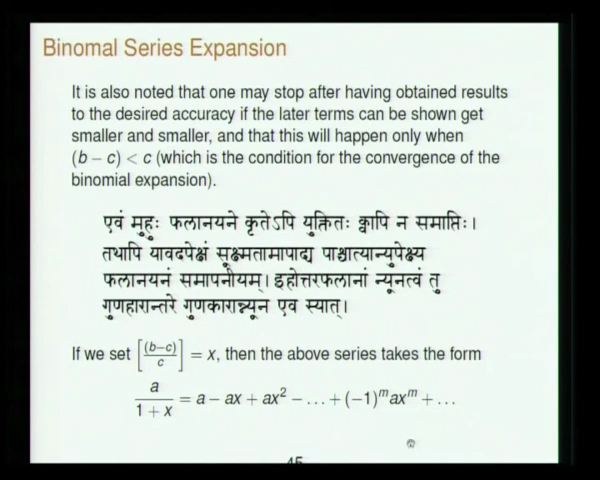 Binomal Series Expansion
It is also noted that one may stop after having obtained results
to the desired accuracy if the later terms can be shown get
smaller and smaller, and that this will happen only when
(b − c) < c (which is the condition for the convergence of the
binomial expansion).
एवं मुहुः फलानयने कृतेऽपि युक्तितः क्वापि न समाप्तिः।
तथापि यावदपेक्षं सूक्ष्मतामापाद्य पाश्चात्यान्युपेक्ष्य
फलानयनं समापनीयम्। इहोत्तरफलानां न्यूनत्वं तु
गुणहारान्तरे गुणकारान्न्यून एव स्यात्।
If we set [(b−c)/c] = x, then the above series takes the form
a/(1 + x) = a − ax + ax² − … + (−1)ᵐaxᵐ + …
45